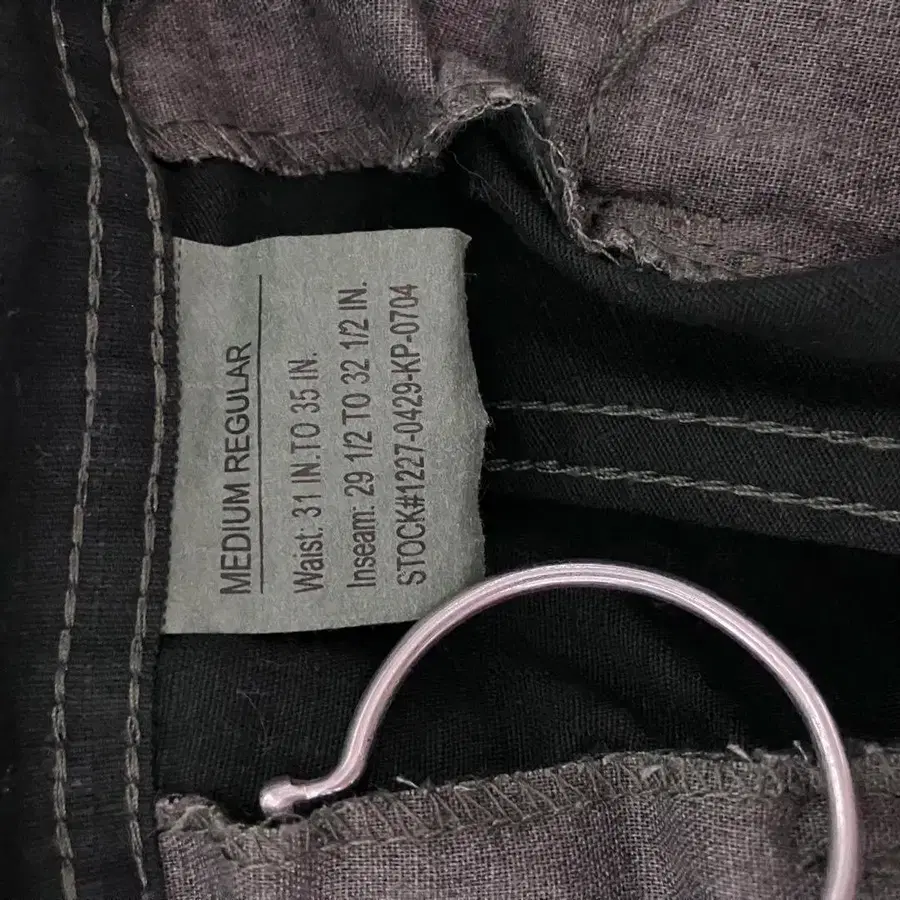 MEDIUM REGULAR
Waist: 31 IN.TO 35 IN.
Inseam: 29 1/2 TO 32 1/2 IN.
STOCK#1227-0429-KP-0704